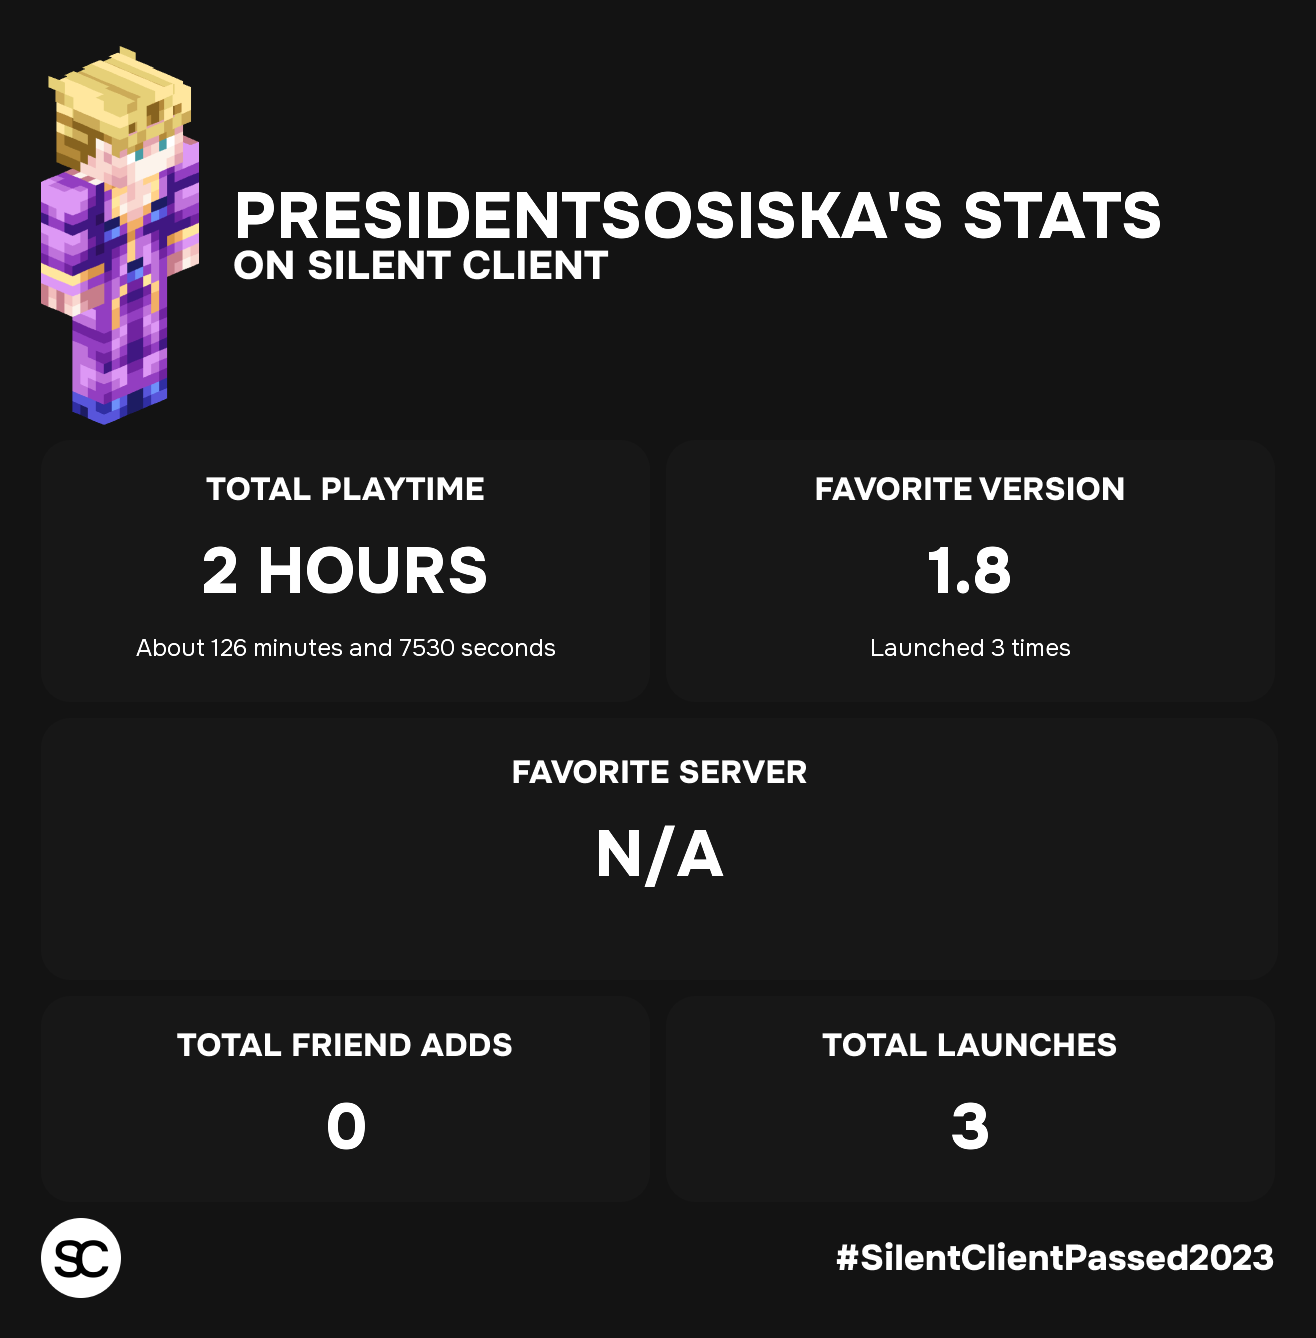 PRESIDENTSOSISKA'S STATS
ON SILENT CLIENT
TOTAL PLAYTIME
2 HOURS
About 126 minutes and 7530 seconds
FAVORITE VERSION
1.8
Launched 3 times
FAVORITE SERVER
N/A
TOTAL FRIEND ADDS
0
TOTAL LAUNCHES
3
SC
#SilentClientPassed2023